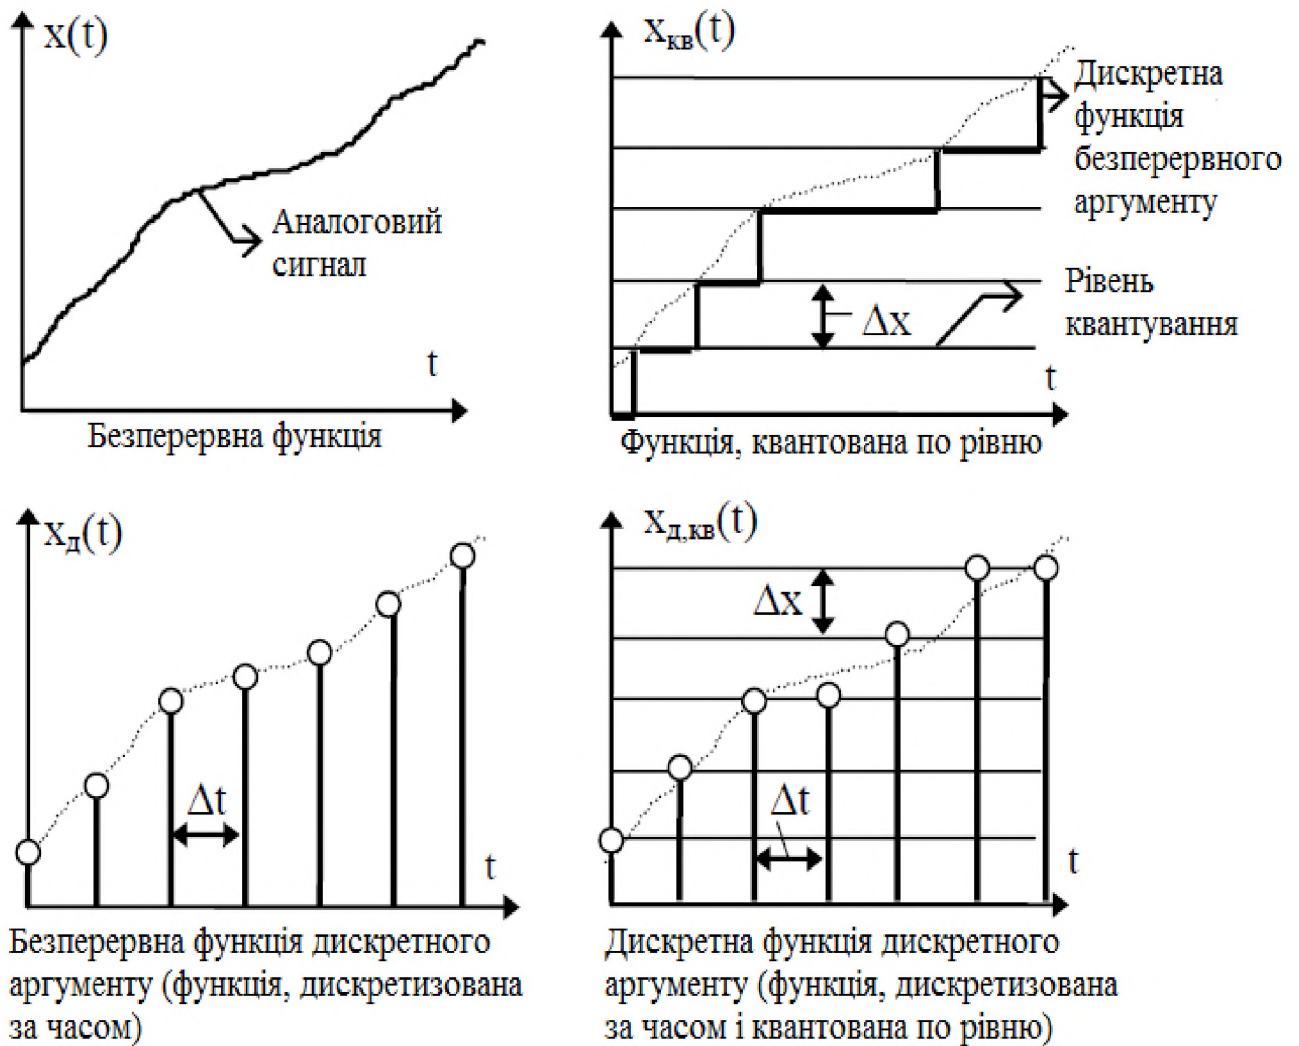 x(t)
Аналоговий
сигнал
t
Безперервна функція
xкв(t)
Дискретна
функція
безперервного
аргументу
Рівень
квантування
Δx
t
Функція, квантована по рівню
xд(t)
Δt
t
Безперервна функція дискретного
аргументу (функція, дискретизована
за часом)
xд,кв(t)
Δx
Δt
t
Дискретна функція дискретного
аргументу (функція, дискретизована
за часом і квантована по рівню)